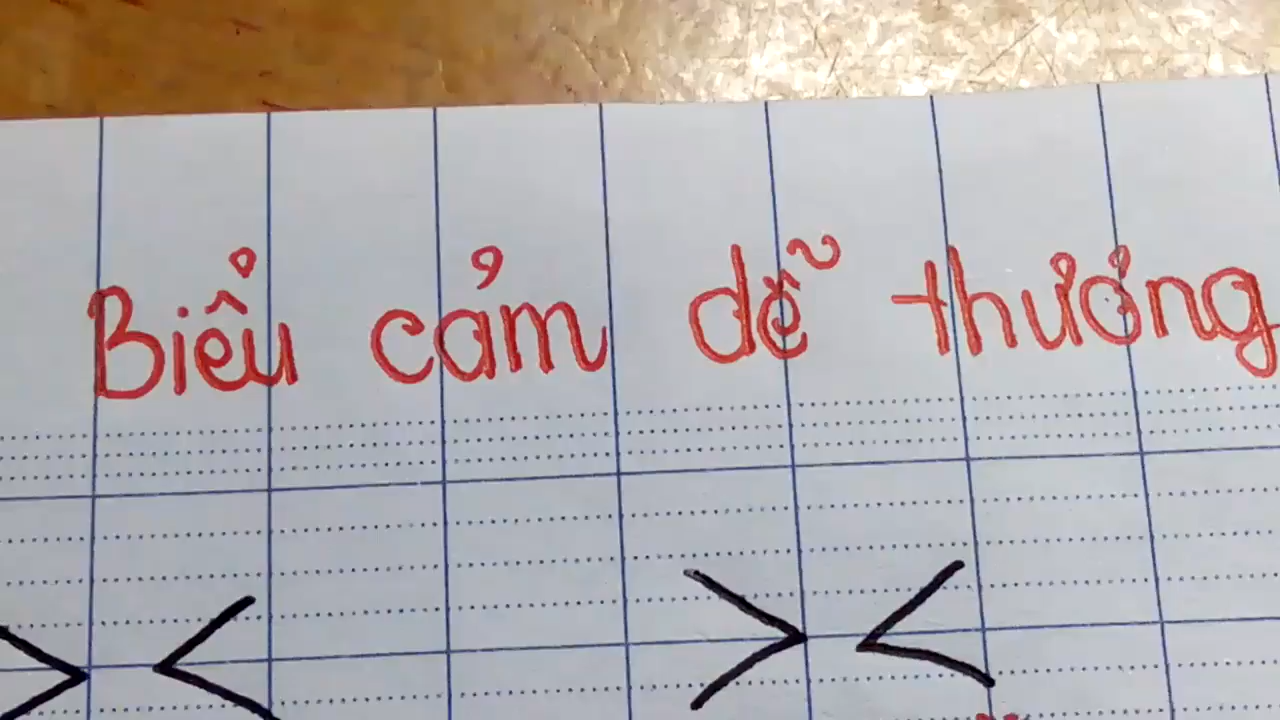 Biểu cảm dễ thương
> < > <